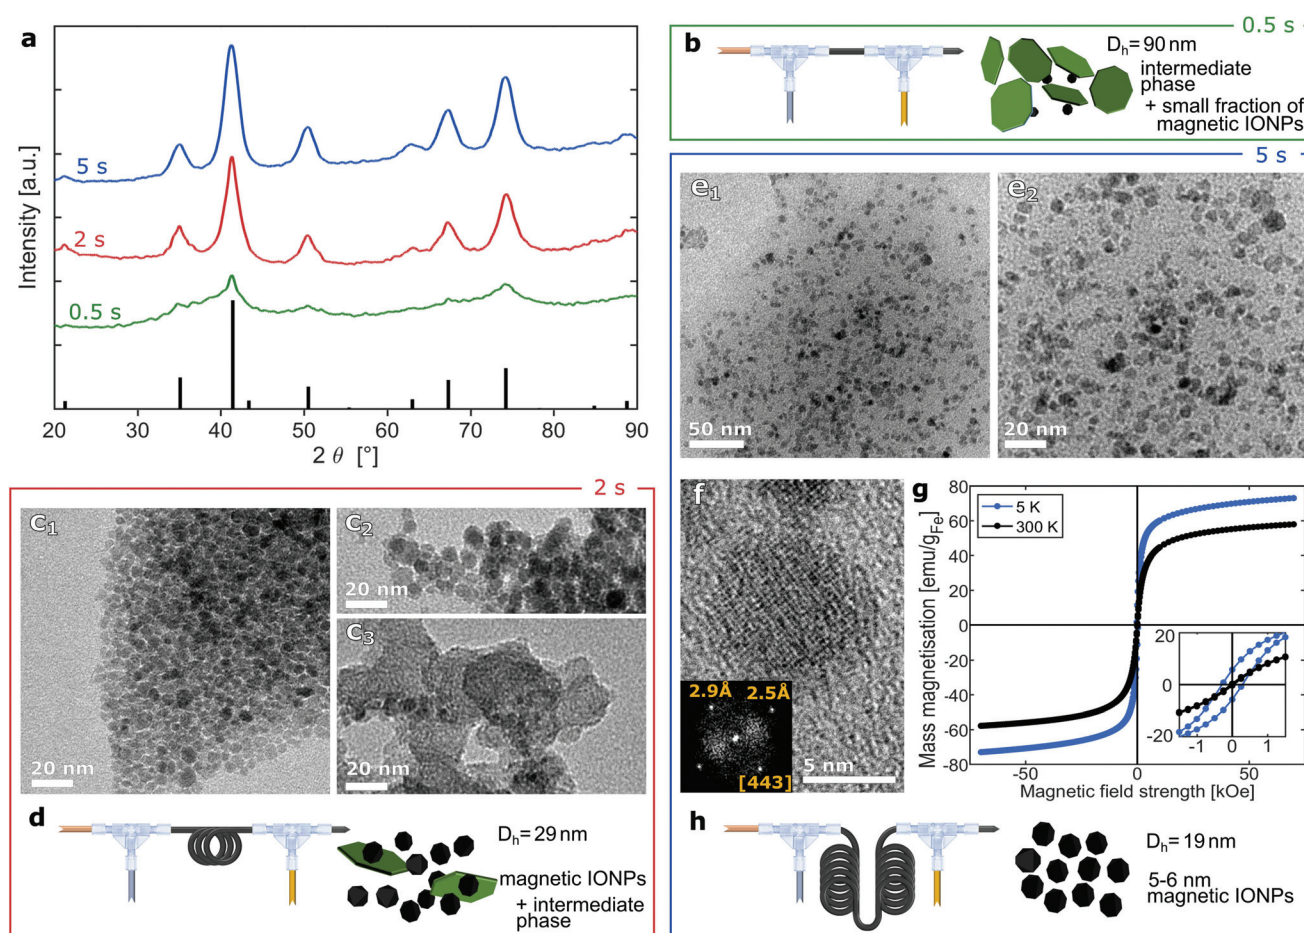 a
Intensity [a.u.]
5 s
2 s
0.5 s
20 30 40 50 60 70 80 90
2 θ [°]
0.5 s
b
Dh= 90 nm
intermediate
phase
+ small fraction of
magnetic IONPs
5 s
e1
50 nm
e2
20 nm
2 s
c1
20 nm
c2
20 nm
c3
20 nm
d
Dh= 29 nm
magnetic IONPs
+ intermediate
phase
f
2.9Å 2.5Å
[443]
5 nm
g
Mass magnetisation [emu/gFe]
80
60
40
20
0
-20
-40
-60
-80
5 K
300 K
20
0
-20
-1 0 1
-50 0 50
Magnetic field strength [kOe]
h
Dh= 19 nm
5-6 nm
magnetic IONPs